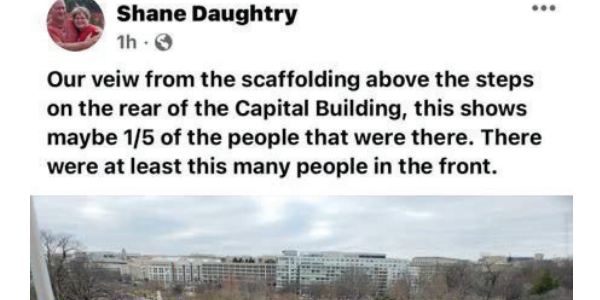 Shane Daughtry
1h ·
Our veiw from the scaffolding above the steps
on the rear of the Capital Building, this shows
maybe 1/5 of the people that were there. There
were at least this many people in the front.